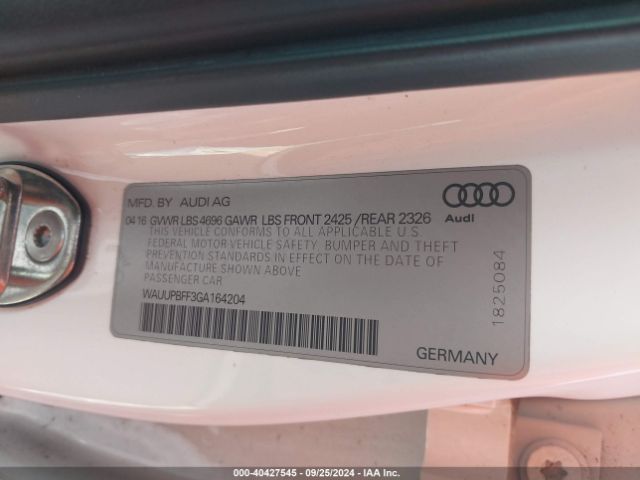 MFD. BY AUDI AG
04 16 GVWR LBS 4696 GAWR LBS FRONT 2425 /REAR 2326
THIS VEHICLE CONFORMS TO ALL APPLICABLE U.S.
FEDERAL MOTOR VEHICLE SAFETY, BUMPER AND THEFT
PREVENTION STANDARDS IN EFFECT ON THE DATE OF
MANUFACTURE SHOWN ABOVE
PASSENGER CAR
WAUUPBFF3GA164204
Audi
1825084
GERMANY
000-40427545 / 09/25/2024 / IAA Inc.